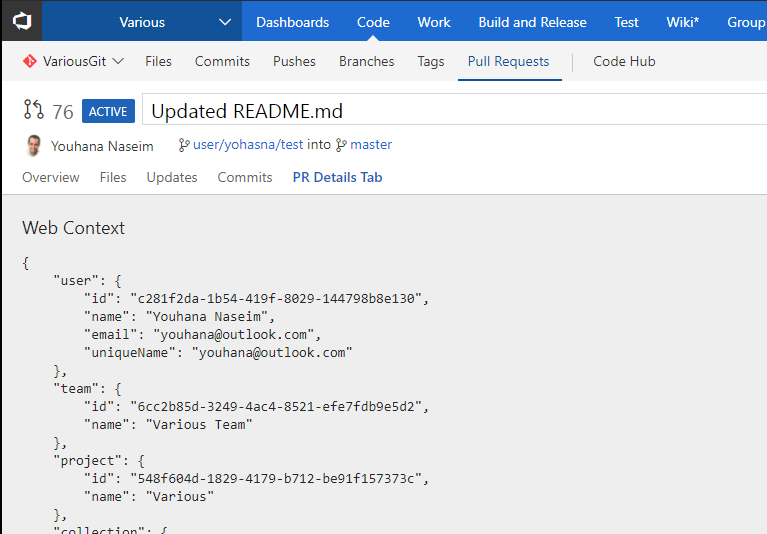 Various Dashboards Code Work Build and Release Test Wiki* Group
VariousGit Files Commits Pushes Branches Tags Pull Requests Code Hub
76 ACTIVE Updated README.md
Youhana Naseim user/yohasna/test into master
Overview Files Updates Commits PR Details Tab
Web Context
{
"user": {
"id": "c281f2da-1b54-419f-8029-144798b8e130",
"name": "Youhana Naseim",
"email": "youhana@outlook.com",
"uniqueName": "youhana@outlook.com"
},
"team": {
"id": "6cc2b85d-3249-4ac4-8521-efe7fdb9e5d2",
"name": "Various Team"
},
"project": {
"id": "548f604d-1829-4179-b712-be91f157373c",
"name": "Various"
},
"collection": {